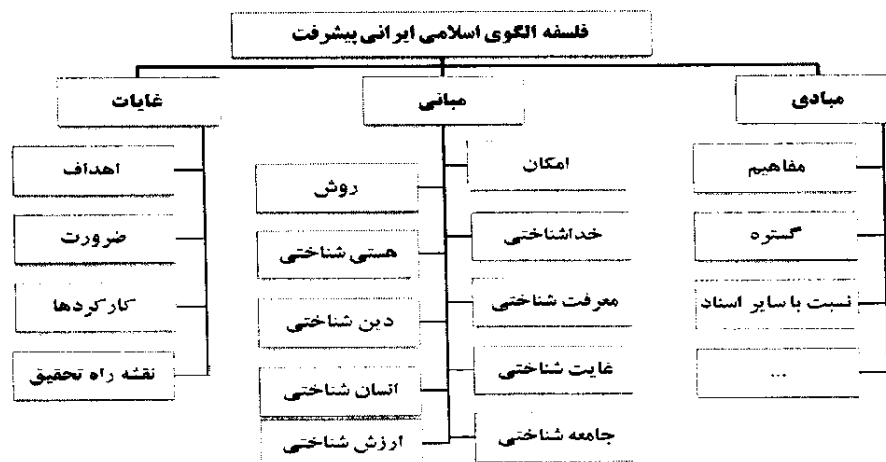 فلسفه الگوی اسلامی ایرانی پیشرفت
مبادی
مفاهیم
گستره
نسبت با سایر اسناد
...
مبانی
امکان
روش
خداشناختی
هستی شناختی
معرفت شناختی
دین شناختی
غایت شناختی
انسان شناختی
جامعه شناختی
ارزش شناختی
غایات
اهداف
ضرورت
کارکردها
نقشه راه تحقیق